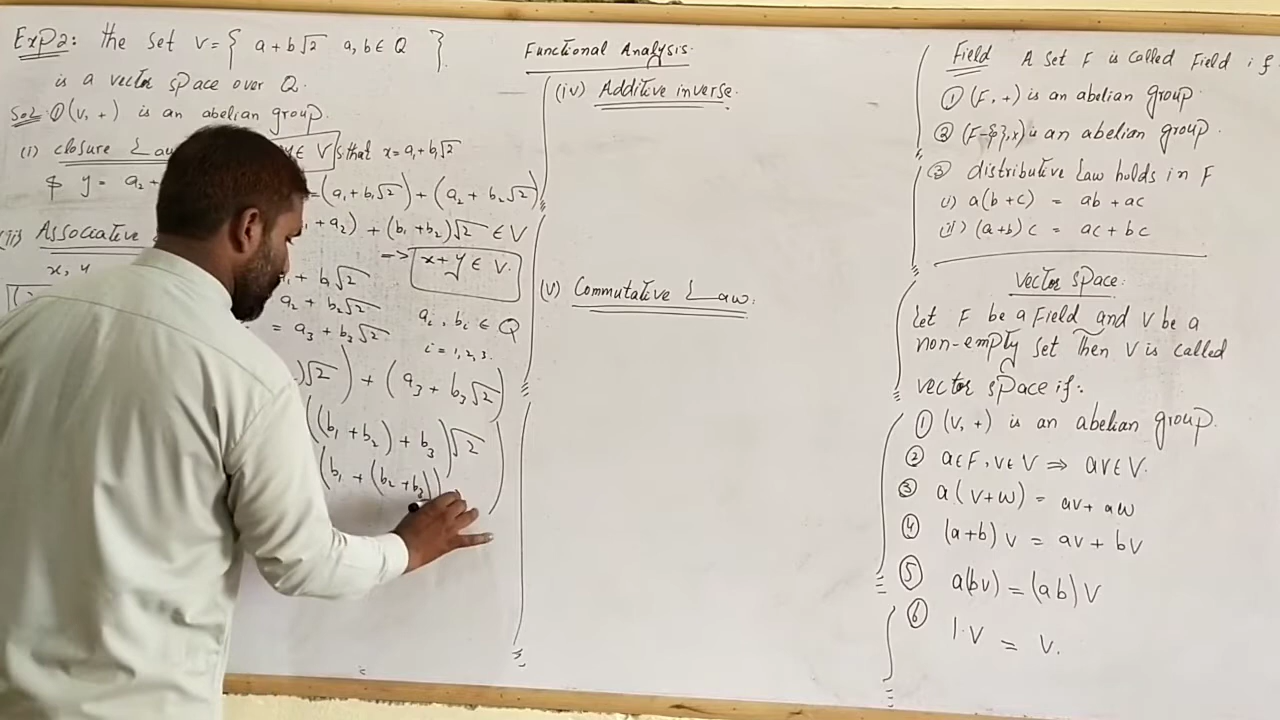 Exp2: the set V = { a + b√2 a, b ∈ Q }.
is a vector space over Q.
Sol: ① (V, +) is an abelian group.
(i) closure Law ∈ V s that x = a₁ + b₁√2
$ y = a₂ + = (a₁ + b₁√2) + (a₂ + b₂√2)
+ a₂) + (b₁ + b₂)√2 ∈ V
=> x + y ∈ V.
(ii) Associative
x, y + b₁√2
a₂ + b₂√2 aᵢ, bᵢ ∈ Q
= a₃ + b₃√2 i = 1, 2, 3.
)√2) + (a₃ + b₃√2)
((b₁ + b₂) + b₃)√2
(b₁ + (b₂ + b₃))
Functional Analysis.
(iv) Additive inverse.
(v) Commutative Law.
Field A set F is called Field if
① (F, +) is an abelian group.
② is an abelian group.
③ distributive Law holds in F
i) a(b + c) = ab + ac
ii) (a+b) c = ac + bc
Vector space:
Let F be a Field and V be a
non-empty set Then V is called
vector space if:
① (V, +) is an abelian group.
② a∈F, v∈V ⇒ av∈V.
③ a(v+w) = av + aw
④ (a+b) v = av + bv
⑤ a(bv) = (ab) v
⑥ 1.v = v.